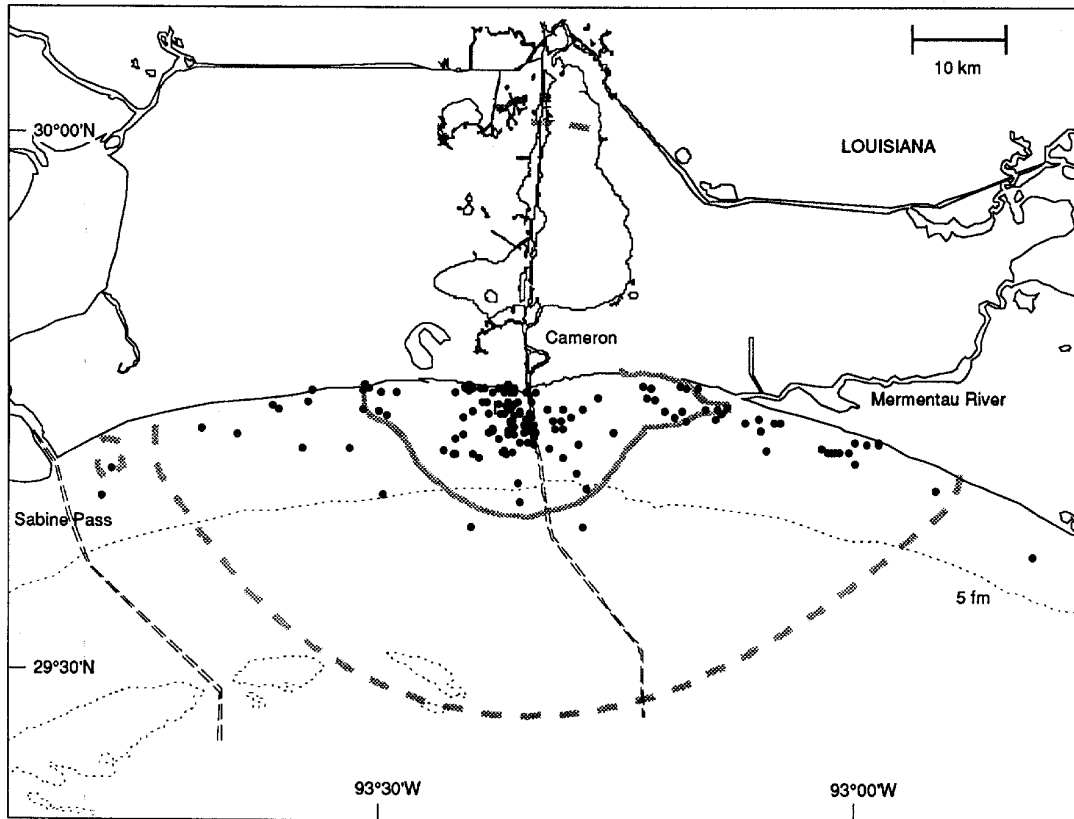 10 km
30°00'N
LOUISIANA
Cameron
Mermentau River
Sabine Pass
5 fm
29°30'N
93°30'W
93°00'W